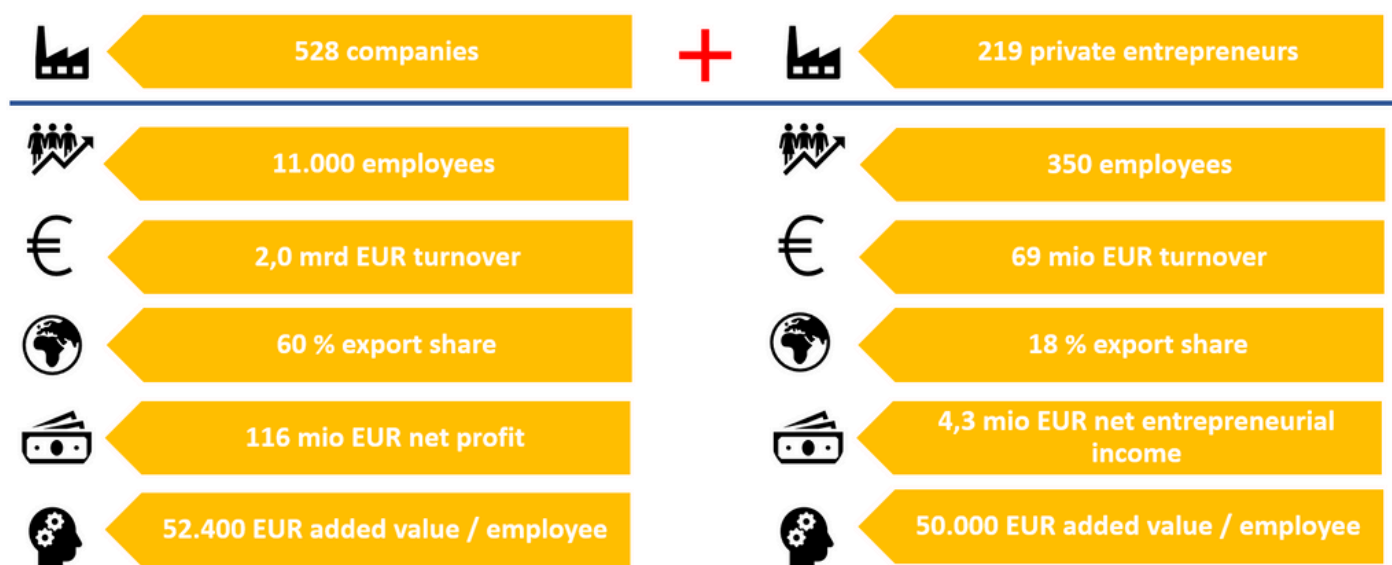 528 companies
+
219 private entrepreneurs
11.000 employees
350 employees
€
2,0 mrd EUR turnover
€
69 mio EUR turnover
60 % export share
18 % export share
116 mio EUR net profit
4,3 mio EUR net entrepreneurial
income
52.400 EUR added value / employee
50.000 EUR added value / employee